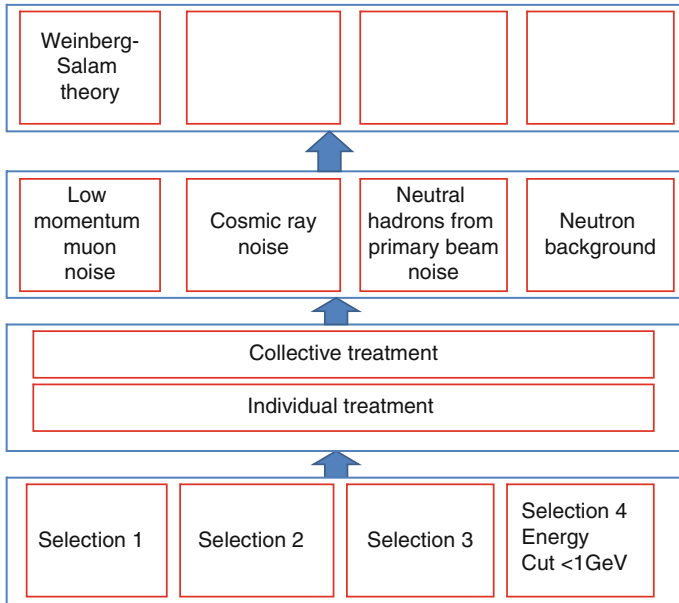 Weinberg-
Salam
theory
Low
momentum
muon
noise
Cosmic ray
noise
Neutral
hadrons from
primary beam
noise
Neutron
background
Collective treatment
Individual treatment
Selection 1
Selection 2
Selection 3
Selection 4
Energy
Cut <1GeV